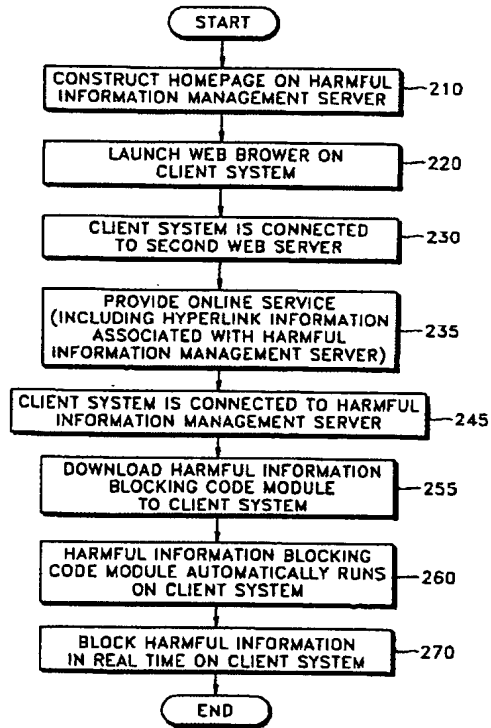 START
CONSTRUCT HOMEPAGE ON HARMFUL
INFORMATION MANAGEMENT SERVER
210
LAUNCH WEB BROWER ON
CLIENT SYSTEM
220
CLIENT SYSTEM IS CONNECTED
TO SECOND WEB SERVER
230
PROVIDE ONLINE SERVICE
(INCLUDING HYPERLINK INFORMATION
ASSOCIATED WITH HARMFUL
INFORMATION MANAGEMENT SERVER)
235
CLIENT SYSTEM IS CONNECTED TO HARMFUL
INFORMATION MANAGEMENT SERVER
245
DOWNLOAD HARMFUL INFORMATION
BLOCKING CODE MODULE
TO CLIENT SYSTEM
255
HARMFUL INFORMATION BLOCKING
CODE MODULE AUTOMATICALLY RUNS
ON CLIENT SYSTEM
260
BLOCK HARMFUL INFORMATION
IN REAL TIME ON CLIENT SYSTEM
270
END